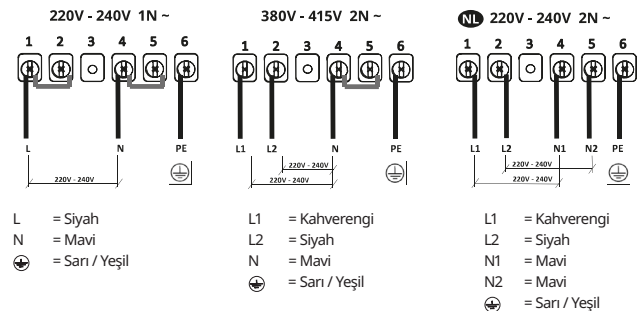 220V - 240V 1N ~
1 2 3 4 5 6
L N PE
220V - 240V
L = Siyah
N = Mavi
= Sarı / Yeşil
380V - 415V 2N ~
1 2 3 4 5 6
L1 L2 N PE
220V - 240V
220V - 240V
L1 = Kahverengi
L2 = Siyah
N = Mavi
= Sarı / Yeşil
NL 220V - 240V 2N ~
1 2 3 4 5 6
L1 L2 N1 N2 PE
220V - 240V
220V - 240V
L1 = Kahverengi
L2 = Siyah
N1 = Mavi
N2 = Mavi
= Sarı / Yeşil